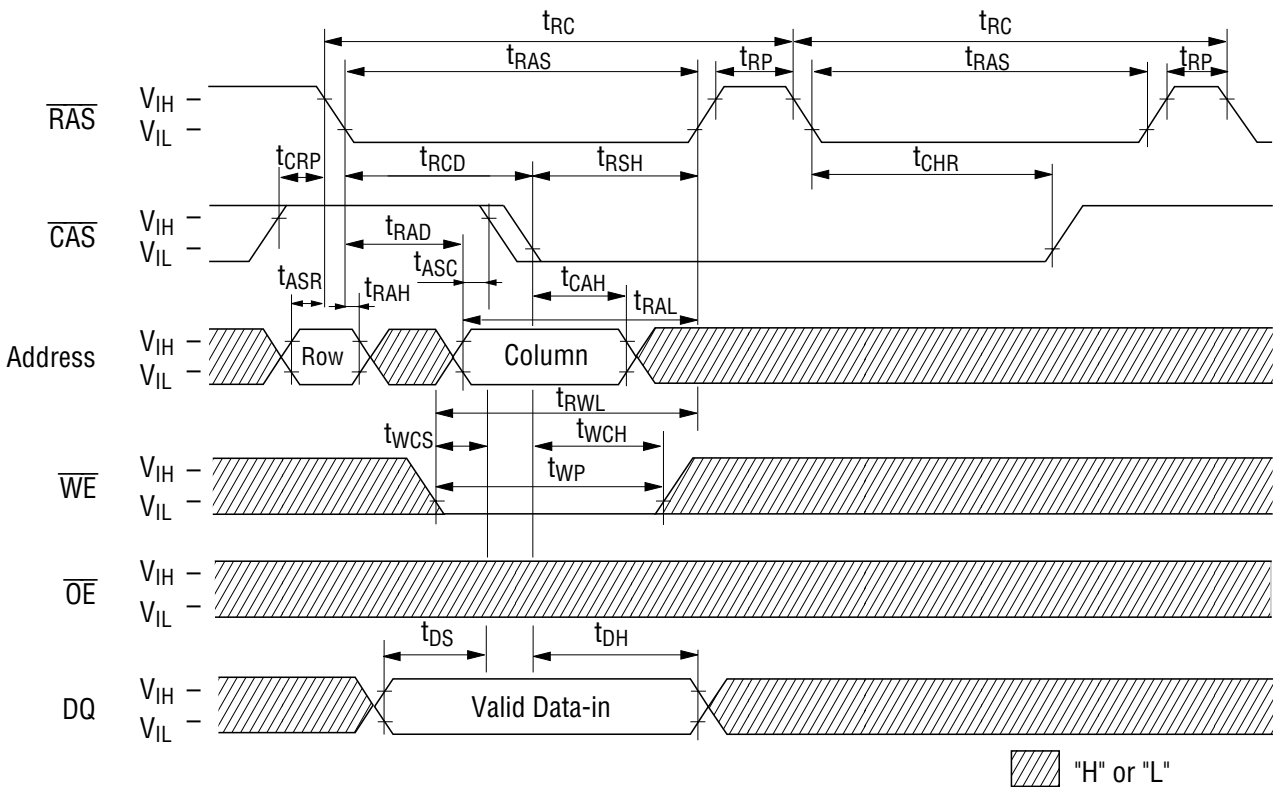 tRC tRC
tRAS tRP tRAS tRP
RAS VIH
VIL
tCRP tRCD tRSH tCHR
CAS VIH
VIL
tRAD
tASR tRAH tASC tCAH
tRAL
Address VIH
VIL
Row Column
tRWL
tWCS tWCH
tWP
WE VIH
VIL
OE VIH
VIL
tDS tDH
DQ VIH
VIL
Valid Data-in
"H" or "L"